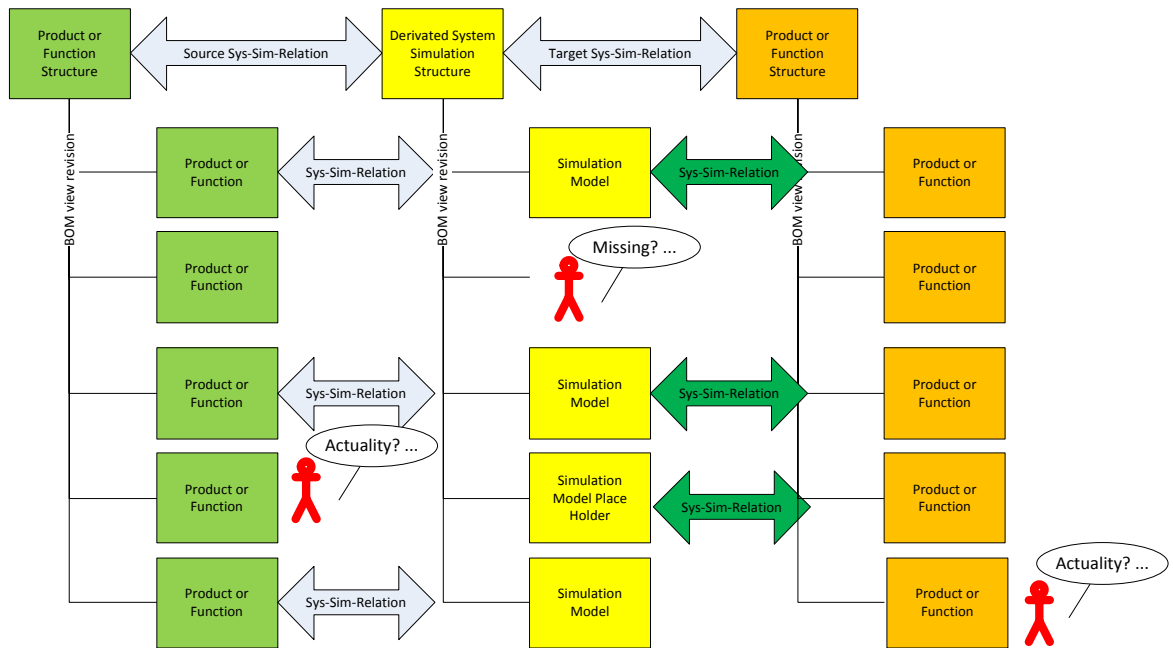 Product or
Function
Structure
Source Sys-Sim-Relation
Derivated System
Simulation
Structure
Target Sys-Sim-Relation
Product or
Function
Structure
BOM view revision
BOM view revision
BOM view revision
Product or
Function
Sys-Sim-Relation
Simulation
Model
Sys-Sim-Relation
Product or
Function
Product or
Function
Missing? ...
Product or
Function
Product or
Function
Sys-Sim-Relation
Simulation
Model
Sys-Sim-Relation
Product or
Function
Actuality? ...
Product or
Function
Simulation
Model Place
Holder
Sys-Sim-Relation
Product or
Function
Product or
Function
Sys-Sim-Relation
Simulation
Model
Product or
Function
Actuality? ...